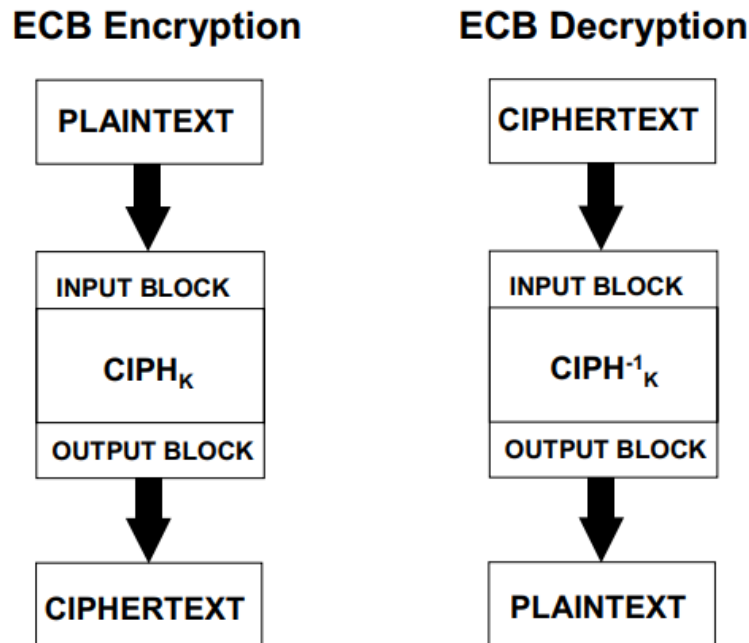 ECB Encryption
PLAINTEXT
INPUT BLOCK
CIPH_K
OUTPUT BLOCK
CIPHERTEXT
ECB Decryption
CIPHERTEXT
INPUT BLOCK
CIPH⁻¹_K
OUTPUT BLOCK
PLAINTEXT